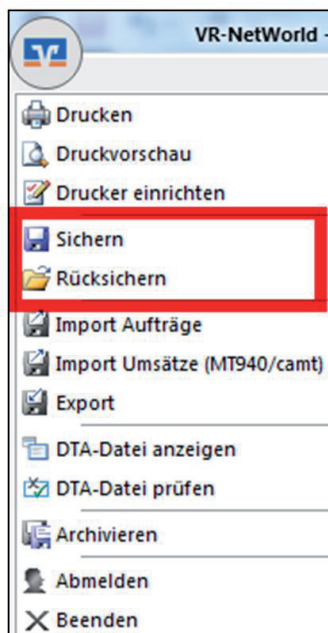 VR-NetWorld -
Drucken
Druckvorschau
Drucker einrichten
Sichern
Rücksichern
Import Aufträge
Import Umsätze (MT940/camt)
Export
DTA-Datei anzeigen
DTA-Datei prüfen
Archivieren
Abmelden
Beenden